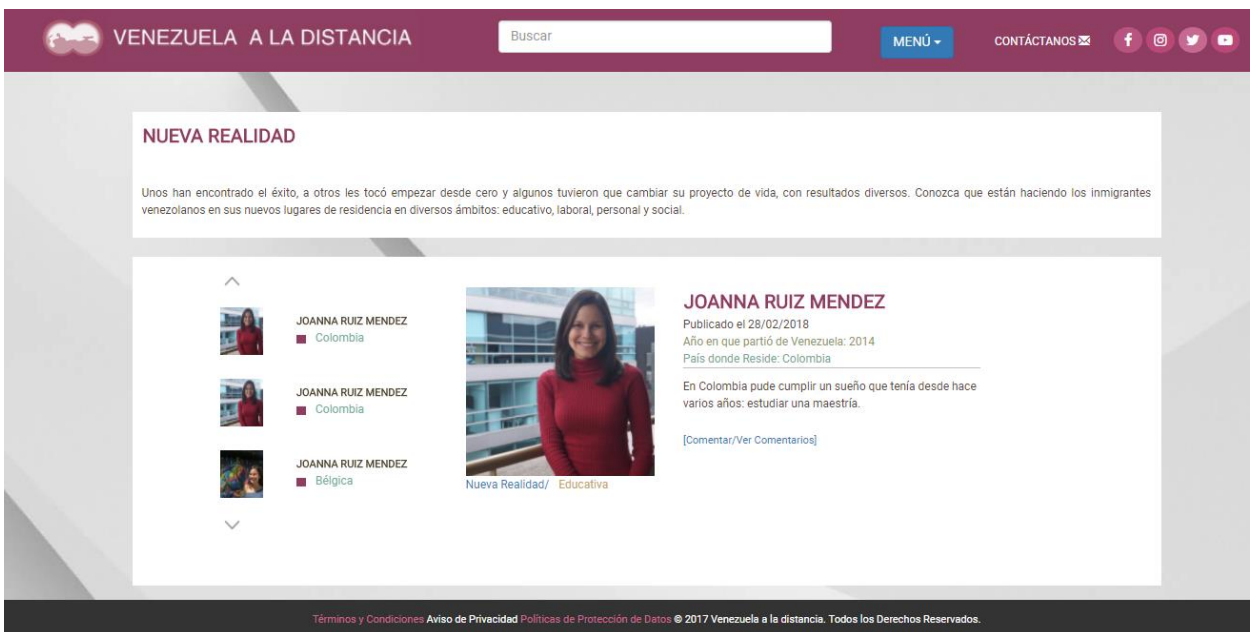 VENEZUELA A LA DISTANCIA
Buscar
MENÚ
CONTÁCTANOS
NUEVA REALIDAD
Unos han encontrado el éxito, a otros les tocó empezar desde cero y algunos tuvieron que cambiar su proyecto de vida, con resultados diversos. Conozca que están haciendo los inmigrantes
venezolanos en sus nuevos lugares de residencia en diversos ámbitos: educativo, laboral, personal y social.
JOANNA RUIZ MENDEZ
Colombia
JOANNA RUIZ MENDEZ
Colombia
JOANNA RUIZ MENDEZ
Bélgica
Nueva Realidad/ Educativa
JOANNA RUIZ MENDEZ
Publicado el 28/02/2018
Año en que partió de Venezuela: 2014
País donde Reside: Colombia
En Colombia pude cumplir un sueño que tenía desde hace
varios años: estudiar una maestría.
[Comentar/Ver Comentarios]
Términos y Condiciones Aviso de Privacidad Políticas de Protección de Datos © 2017 Venezuela a la distancia. Todos los Derechos Reservados.